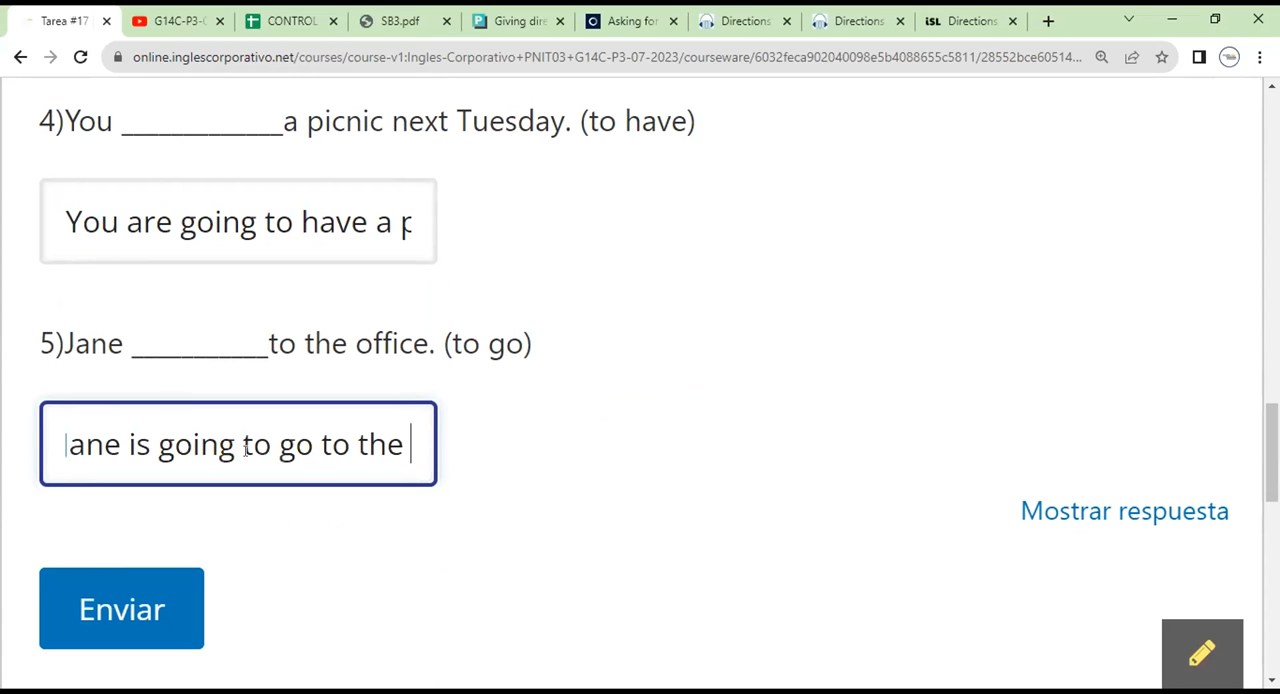 Tarea #17
G14C-P3-
CONTROL
SB3.pdf
Giving dire
Asking for
Directions
Directions
ISL Directions
online.inglescorporativo.net/courses/course-v1:Ingles-Corporativo+PNIT03+G14C-P3-07-2023/courseware/6032feca902040098e5b4088655c5811/28552bce60514...
4)You ____________a picnic next Tuesday. (to have)
You are going to have a p
5)Jane __________to the office. (to go)
ane is going to go to the
Mostrar respuesta
Enviar